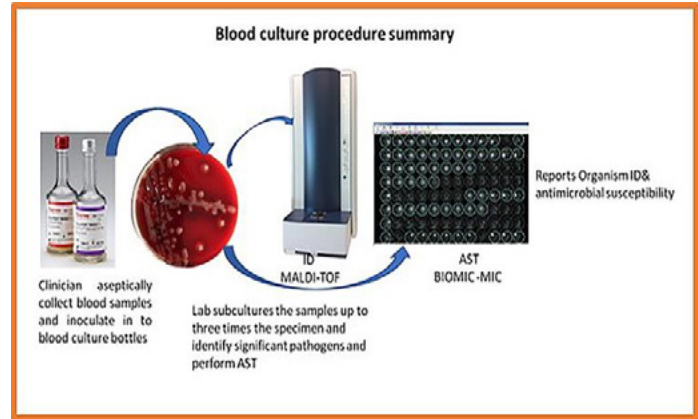 Blood culture procedure summary
Reports Organism ID&
antimicrobial susceptibility
ID
MALDI-TOF
AST
BIOMIC -MIC
Clinician aseptically
collect blood samples
and inoculate in to
blood culture bottles
Lab subcultures the samples up to
three times the specimen and
identify significant pathogens and
perform AST